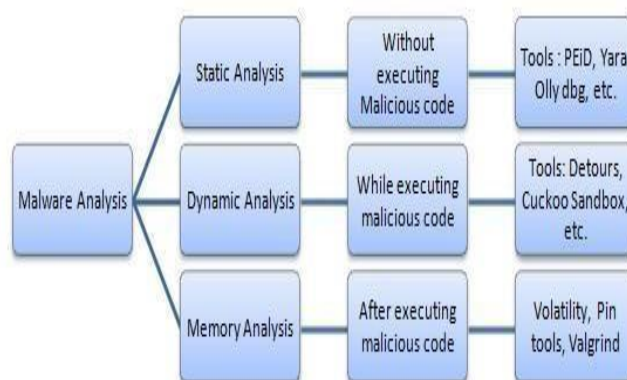 Malware Analysis
Static Analysis
Without
executing
Malicious code
Tools : PEiD, Yara
Olly dbg, etc.
Dynamic Analysis
While executing
malicious code
Tools: Detours,
Cuckoo Sandbox,
etc.
Memory Analysis
After executing
malicious code
Volatility, Pin
tools, Valgrind